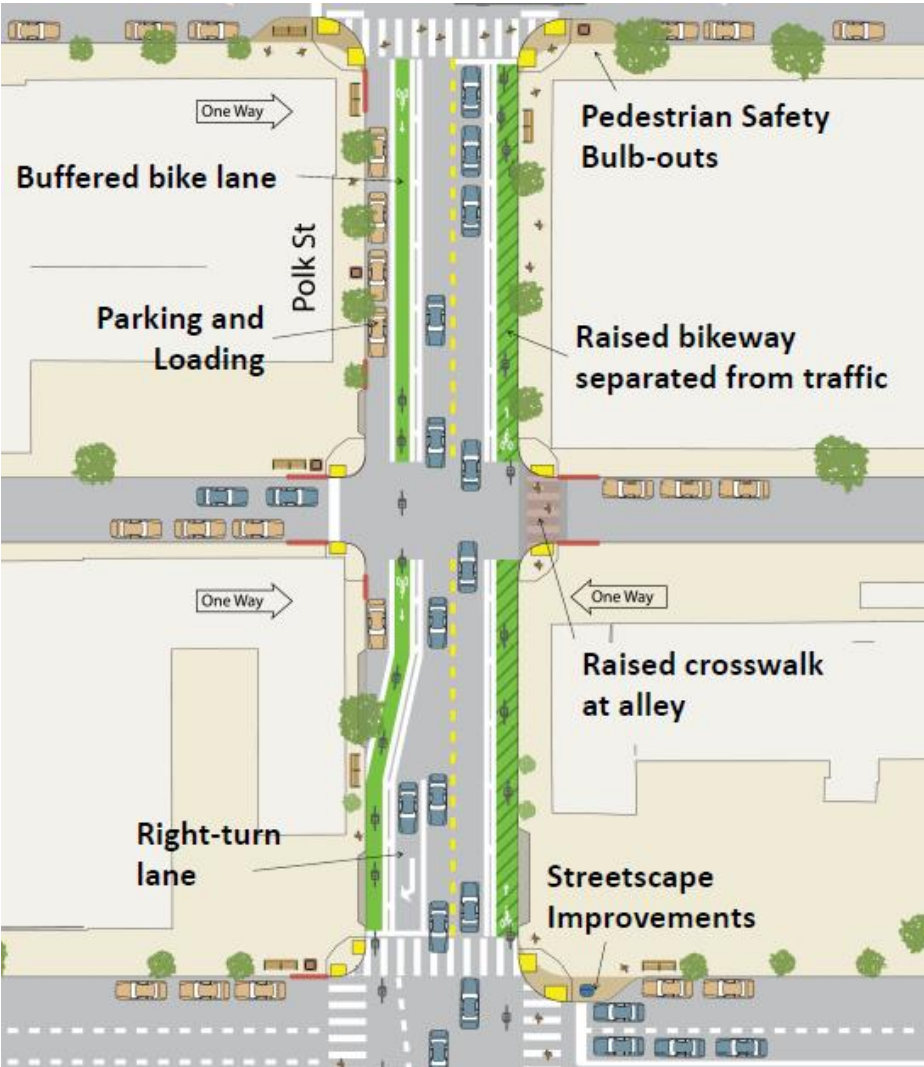 One Way
Pedestrian Safety
Bulb-outs
Buffered bike lane
Polk St
Parking and
Loading
Raised bikeway
separated from traffic
One Way
One Way
Raised crosswalk
at alley
Right-turn
lane
Streetscape
Improvements